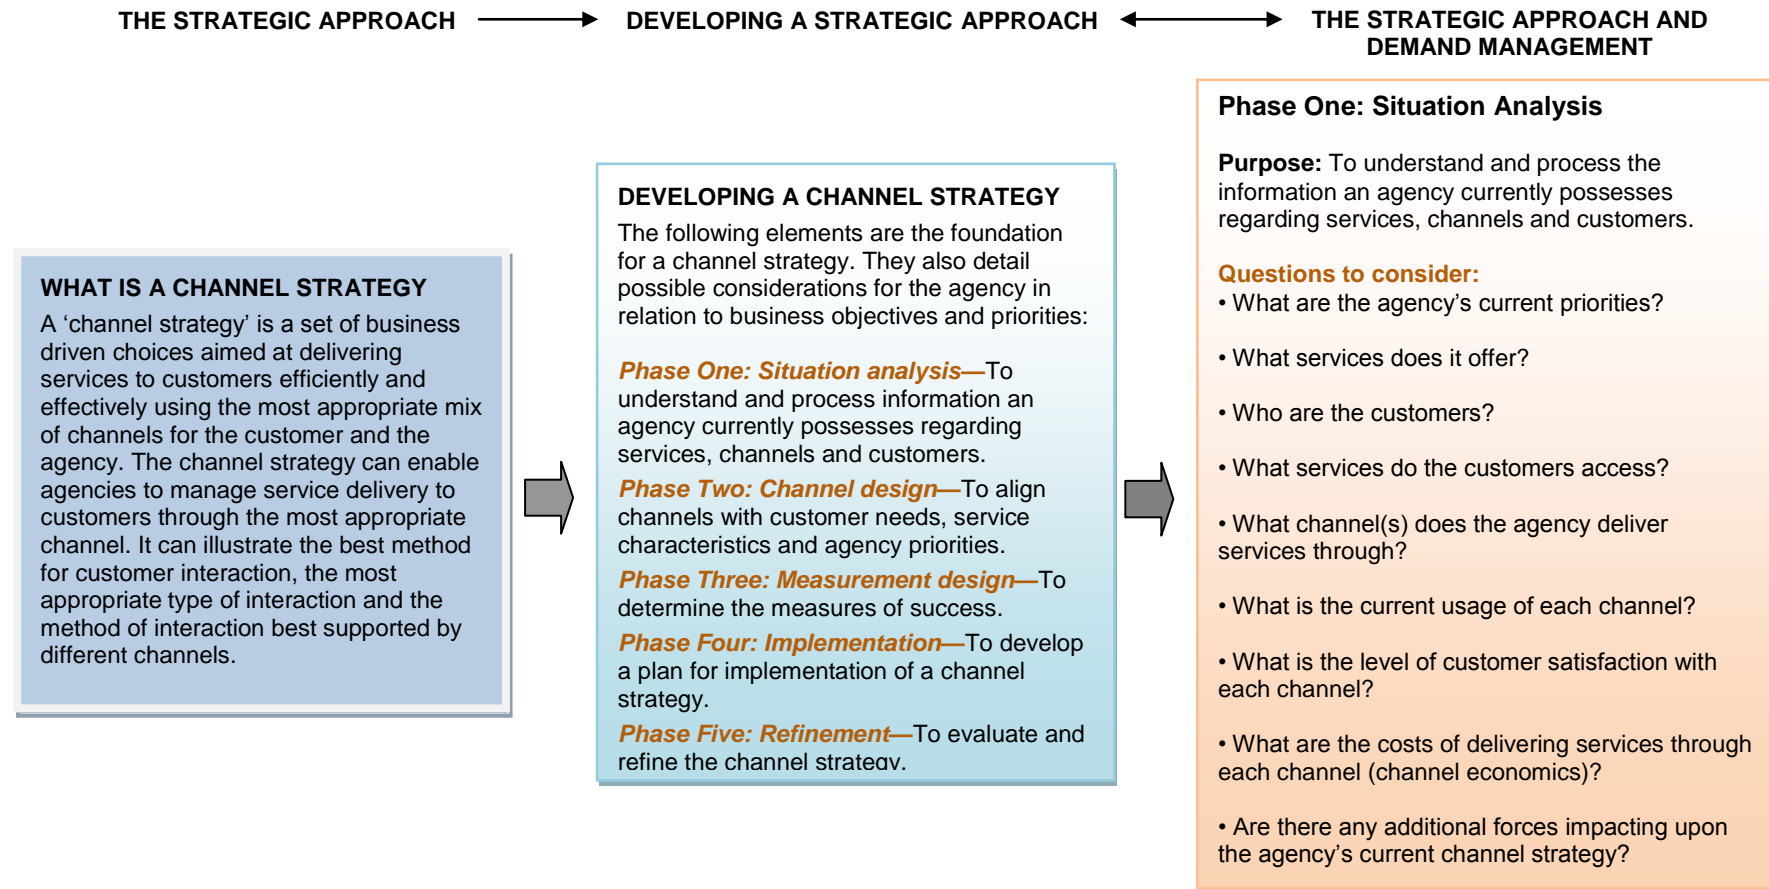 THE STRATEGIC APPROACH
DEVELOPING A STRATEGIC APPROACH
THE STRATEGIC APPROACH AND
DEMAND MANAGEMENT
WHAT IS A CHANNEL STRATEGY
A ‘channel strategy’ is a set of business
driven choices aimed at delivering
services to customers efficiently and
effectively using the most appropriate mix
of channels for the customer and the
agency. The channel strategy can enable
agencies to manage service delivery to
customers through the most appropriate
channel. It can illustrate the best method
for customer interaction, the most
appropriate type of interaction and the
method of interaction best supported by
different channels.
DEVELOPING A CHANNEL STRATEGY
The following elements are the foundation
for a channel strategy. They also detail
possible considerations for the agency in
relation to business objectives and priorities:
Phase One: Situation analysis—To
understand and process information an
agency currently possesses regarding
services, channels and customers.
Phase Two: Channel design—To align
channels with customer needs, service
characteristics and agency priorities.
Phase Three: Measurement design—To
determine the measures of success.
Phase Four: Implementation—To develop
a plan for implementation of a channel
strategy.
Phase Five: Refinement—To evaluate and
refine the channel strategy.
Phase One: Situation Analysis
Purpose: To understand and process the
information an agency currently possesses
regarding services, channels and customers.
Questions to consider:
• What are the agency’s current priorities?
• What services does it offer?
• Who are the customers?
• What services do the customers access?
• What channel(s) does the agency deliver
services through?
• What is the current usage of each channel?
• What is the level of customer satisfaction with
each channel?
• What are the costs of delivering services through
each channel (channel economics)?
• Are there any additional forces impacting upon
the agency’s current channel strategy?